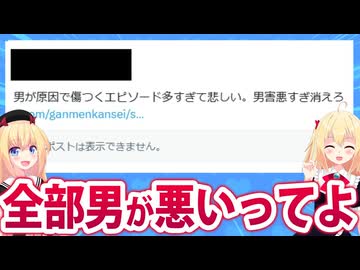 男が原因で傷つくエピソード多すぎて悲しい。男害悪すぎ消えろ
om/ganmenkansei/s...
ポストは表示できません。
全部男が悪いってよ